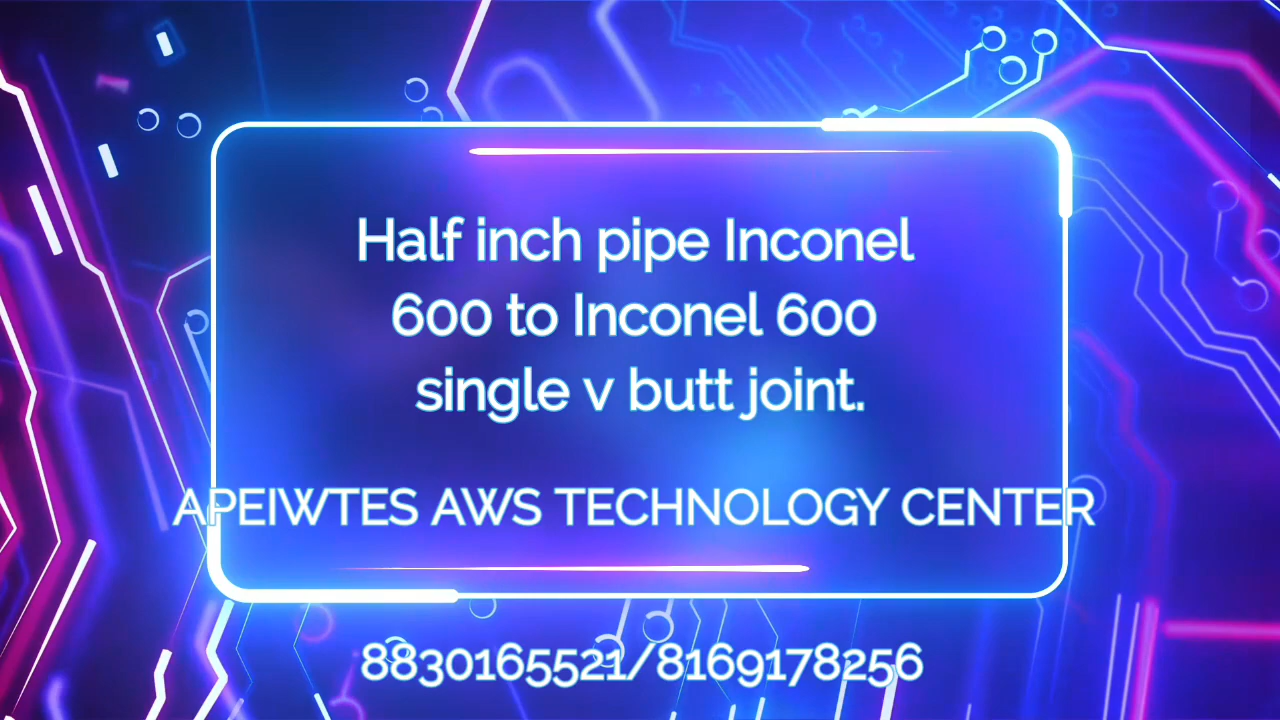 Half inch pipe Inconel
600 to Inconel 600
single v butt joint.
APEIWTES AWS TECHNOLOGY CENTER
8830165521/8169178256